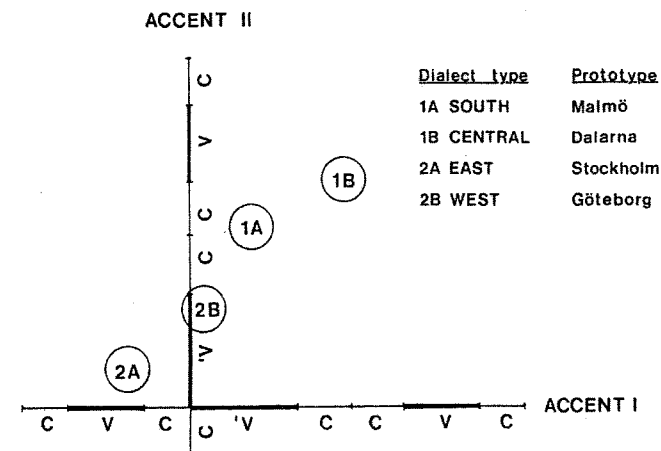 ACCENT II
Dialect type Prototype
1A SOUTH Malmö
1B CENTRAL Dalarna
2A EAST Stockholm
2B WEST Göteborg
C
V
C
C
'V
C
1B
1A
2B
2A
C V C 'V C C V C
ACCENT I